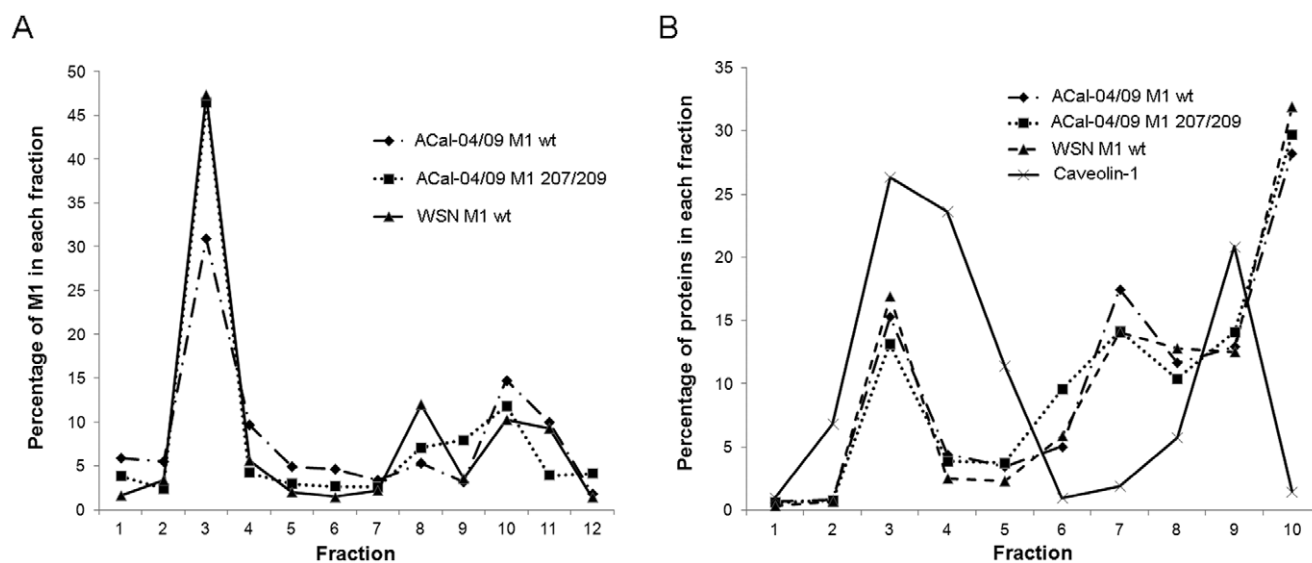 A
Percentage of M1 in each fraction
50
45
40
35
30
25
20
15
10
5
0
ACal-04/09 M1 wt
ACal-04/09 M1 207/209
WSN M1 wt
1 2 3 4 5 6 7 8 9 10 11 12
Fraction
B
Percentage of proteins in each fraction
35
30
25
20
15
10
5
0
ACal-04/09 M1 wt
ACal-04/09 M1 207/209
WSN M1 wt
Caveolin-1
1 2 3 4 5 6 7 8 9 10
Fraction